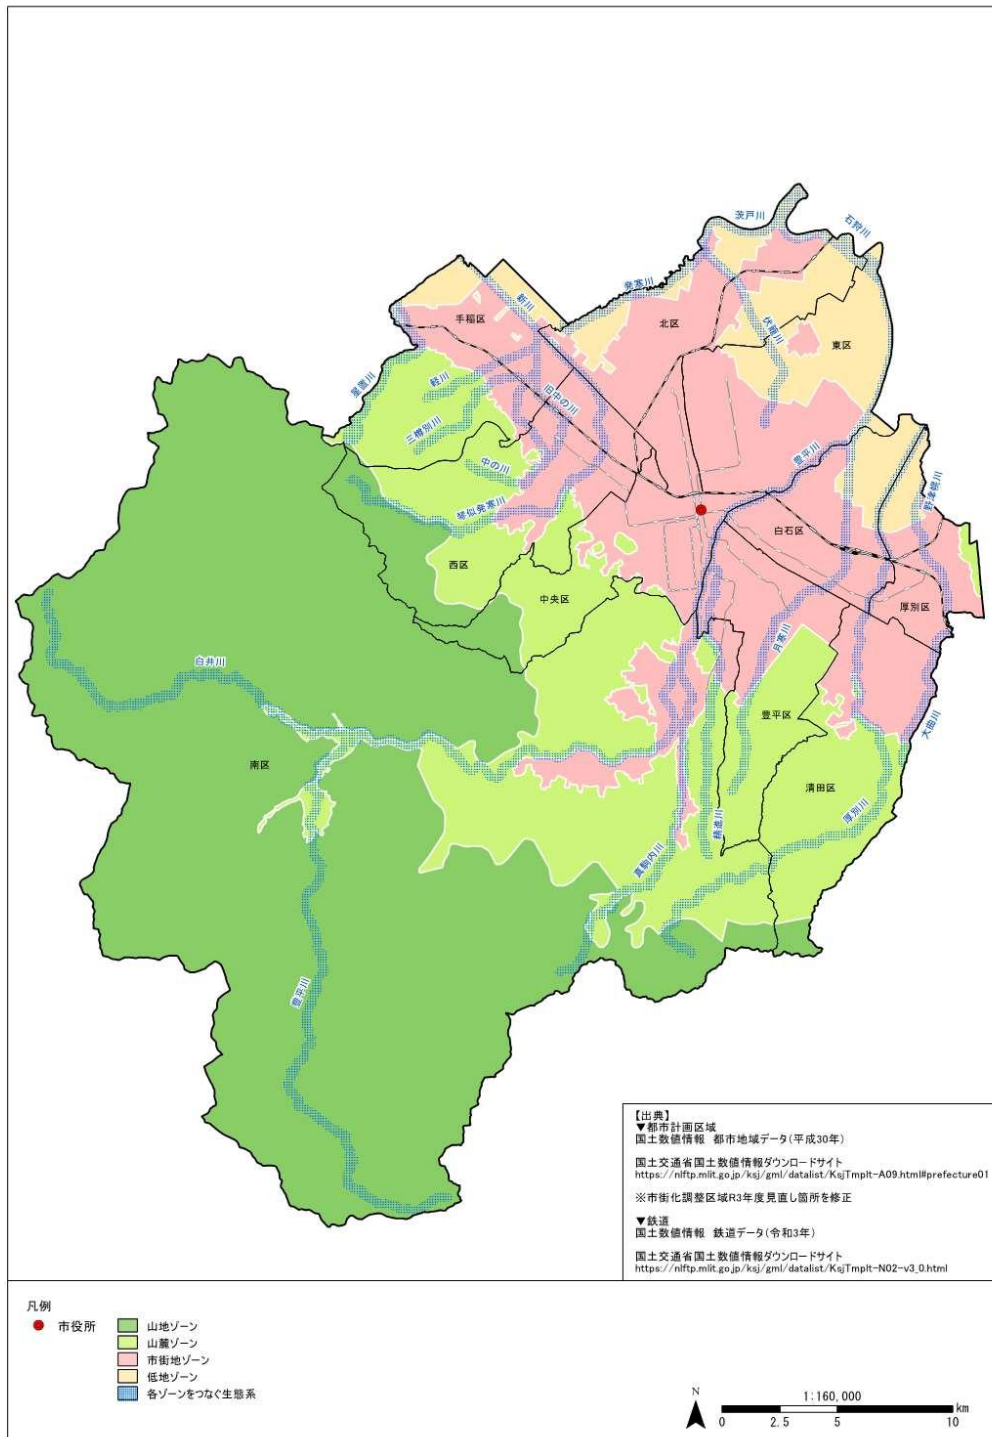 茨戸川
石狩川
発寒川
新川
手稲区
北区
伏籠川
東区
星置川
軽川
旧中の川
三樽別川
中の川
豊平川
野津幌川
琴似発寒川
白石区
西区
中央区
厚別区
月寒川
白井川
豊平区
大曲川
南区
清田区
厚別川
精進川
真駒内川
豊平川
【出典】
▼都市計画区域
国土数値情報 都市地域データ(平成30年)
国土交通省国土数値情報ダウンロードサイト
https://nlftp.mlit.go.jp/ksj/gml/datalist/KsjTmplt-A09.html#prefecture01
※市街化調整区域R3年度見直し箇所を修正
▼鉄道
国土数値情報 鉄道データ(令和3年)
国土交通省国土数値情報ダウンロードサイト
https://nlftp.mlit.go.jp/ksj/gml/datalist/KsjTmplt-N02-v3_0.html
凡例
市役所
山地ゾーン
山麓ゾーン
市街地ゾーン
低地ゾーン
各ゾーンをつなぐ生態系
N
1:160,000
0 2.5 5 10 km